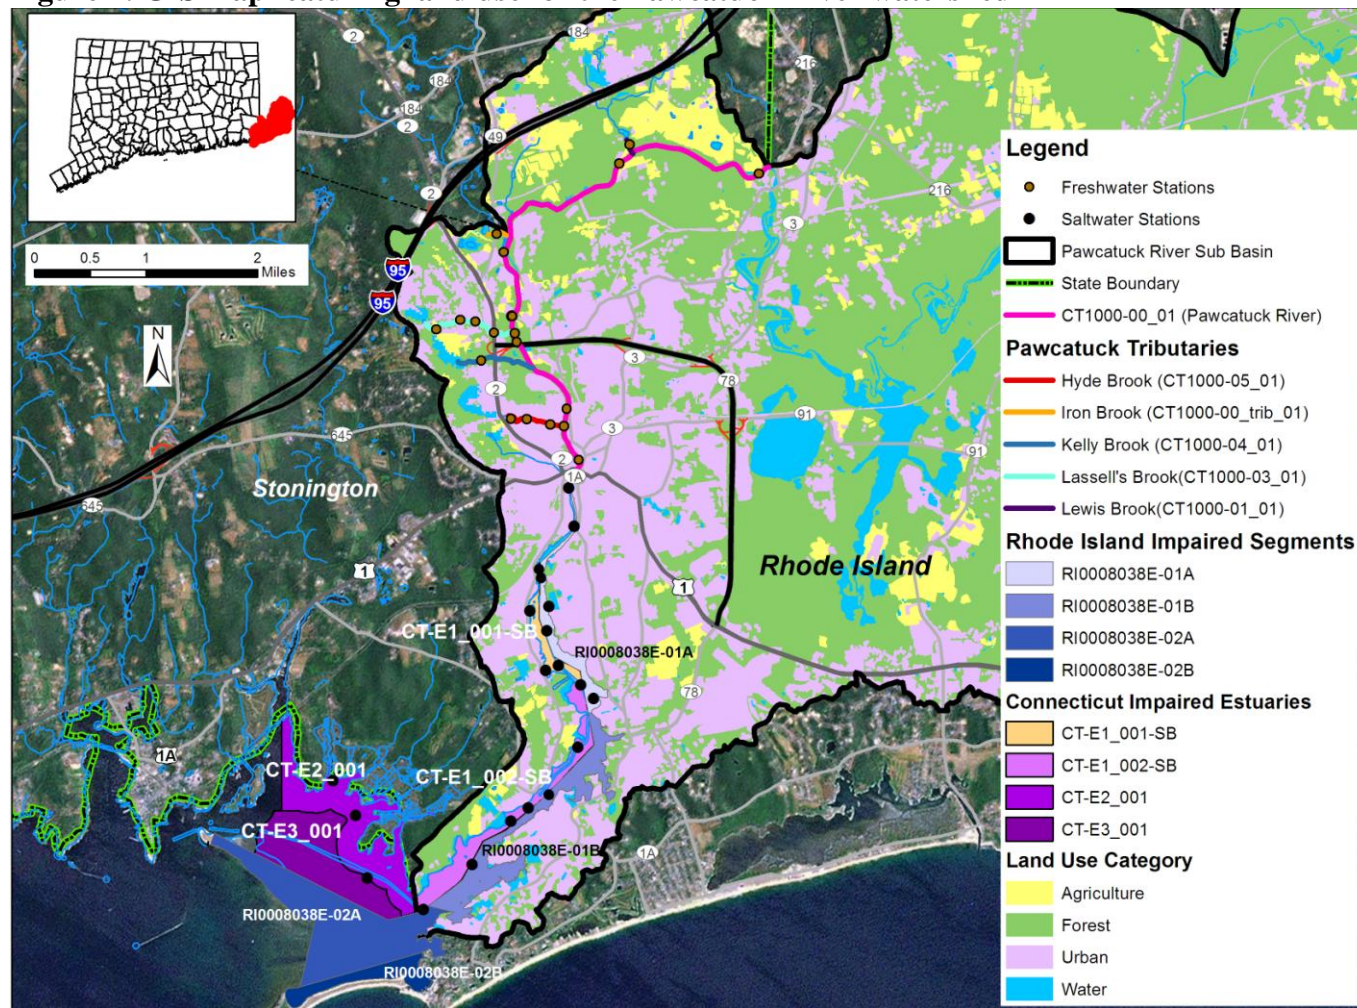 2
184
184
2
184
2
49
2
216
216
3
0 0.5 1 2
Miles
95
95
N
3
2
78
91
3
91
645
2
1A
645
Stonington
Rhode Island
1
1
CT-E1_001-SB
RI0008038E-01A
78
1A
CT-E2_001
CT-E1_002-SB
CT-E3_001
RI0008038E-01B
1A
RI0008038E-02A
RI0008038E-02B
Legend
Freshwater Stations
Saltwater Stations
Pawcatuck River Sub Basin
State Boundary
CT1000-00_01 (Pawcatuck River)
Pawcatuck Tributaries
Hyde Brook (CT1000-05_01)
Iron Brook (CT1000-00_trib_01)
Kelly Brook (CT1000-04_01)
Lassell's Brook(CT1000-03_01)
Lewis Brook(CT1000-01_01)
Rhode Island Impaired Segments
RI0008038E-01A
RI0008038E-01B
RI0008038E-02A
RI0008038E-02B
Connecticut Impaired Estuaries
CT-E1_001-SB
CT-E1_002-SB
CT-E2_001
CT-E3_001
Land Use Category
Agriculture
Forest
Urban
Water